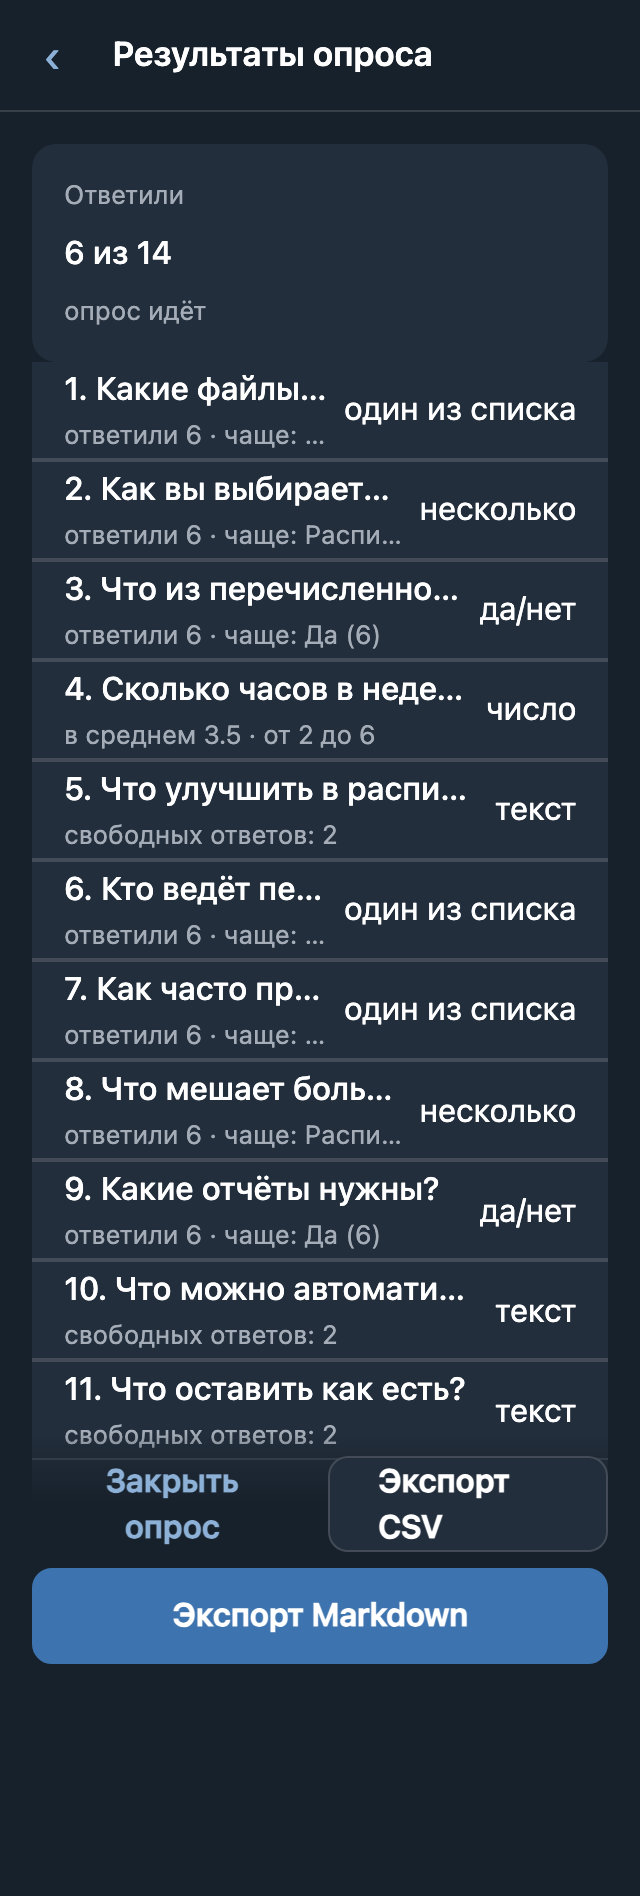 ‹ Результаты опроса
Ответили
6 из 14
опрос идёт
1. Какие файлы...
один из списка
ответили 6 · чаще: ...
2. Как вы выбирает...
несколько
ответили 6 · чаще: Распи...
3. Что из перечисленно...
да/нет
ответили 6 · чаще: Да (6)
4. Сколько часов в неде...
число
в среднем 3.5 · от 2 до 6
5. Что улучшить в распи...
текст
свободных ответов: 2
6. Кто ведёт пе...
один из списка
ответили 6 · чаще: ...
7. Как часто пр...
один из списка
ответили 6 · чаще: ...
8. Что мешает боль...
несколько
ответили 6 · чаще: Распи...
9. Какие отчёты нужны?
да/нет
ответили 6 · чаще: Да (6)
10. Что можно автомати...
текст
свободных ответов: 2
11. Что оставить как есть?
текст
свободных ответов: 2
Закрыть
опрос
Экспорт
CSV
Экспорт Markdown